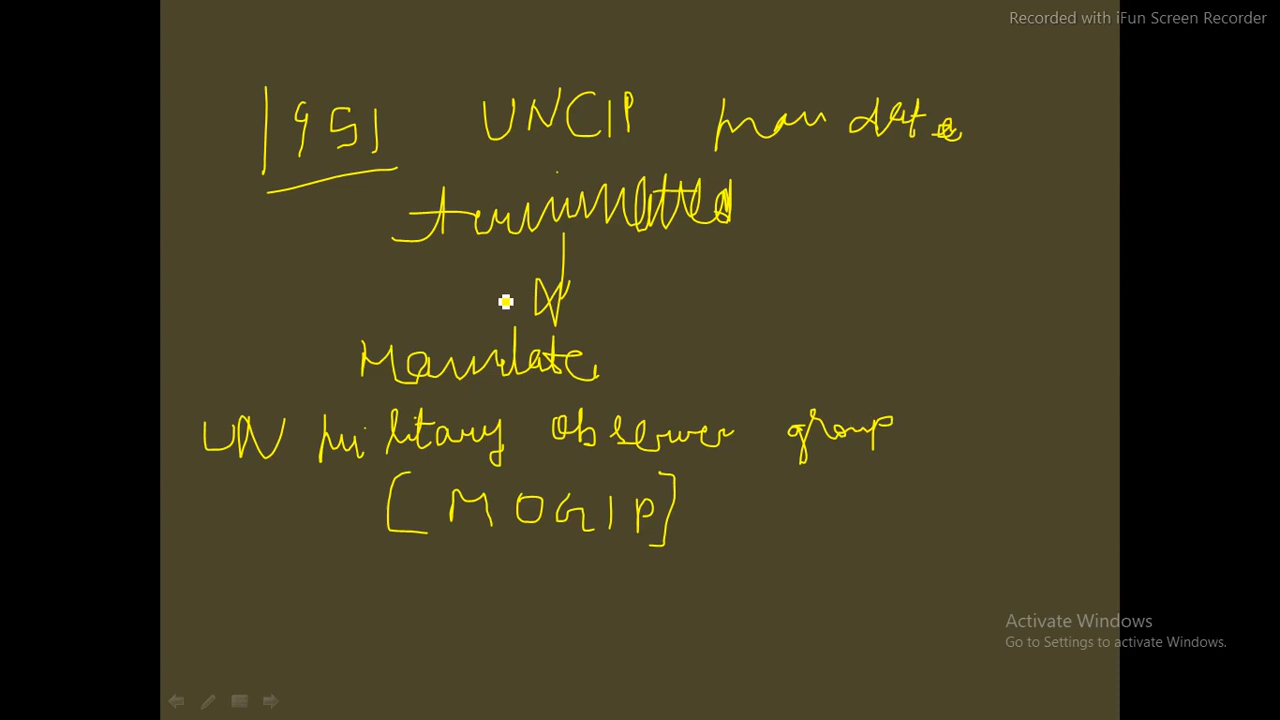 Recorded with iFun Screen Recorder
1951 UNCIP mandate
terminated
Mandate
UN military observer group
[MOGIP]
Activate Windows
Go to Settings to activate Windows.